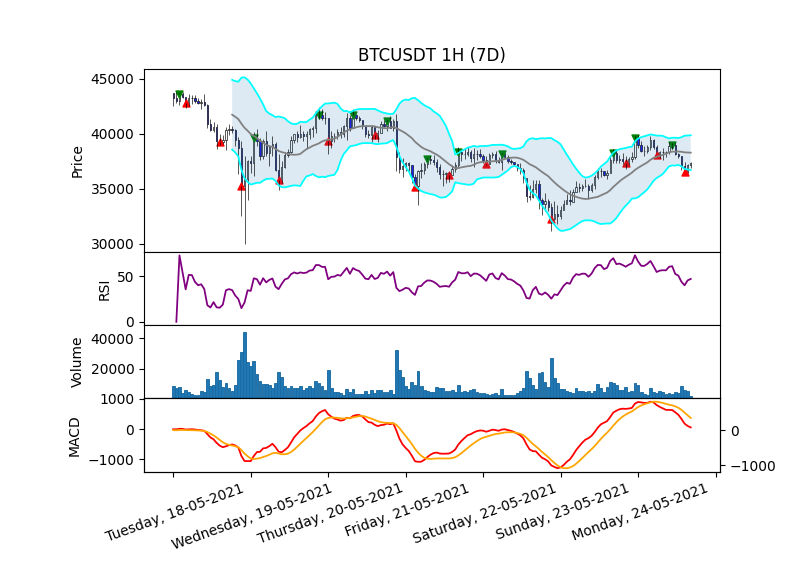 BTCUSDT 1H (7D)
Price
45000
40000
35000
30000
RSI
50
0
Volume
40000
20000
MACD
1000
0
−1000
0
−1000
Tuesday, 18-05-2021
Wednesday, 19-05-2021
Thursday, 20-05-2021
Friday, 21-05-2021
Saturday, 22-05-2021
Sunday, 23-05-2021
Monday, 24-05-2021